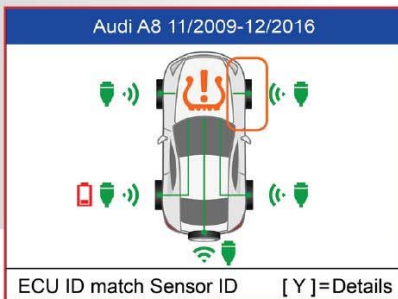 Audi A8 11/2009-12/2016
ECU ID match Sensor ID [ Y ]=Details